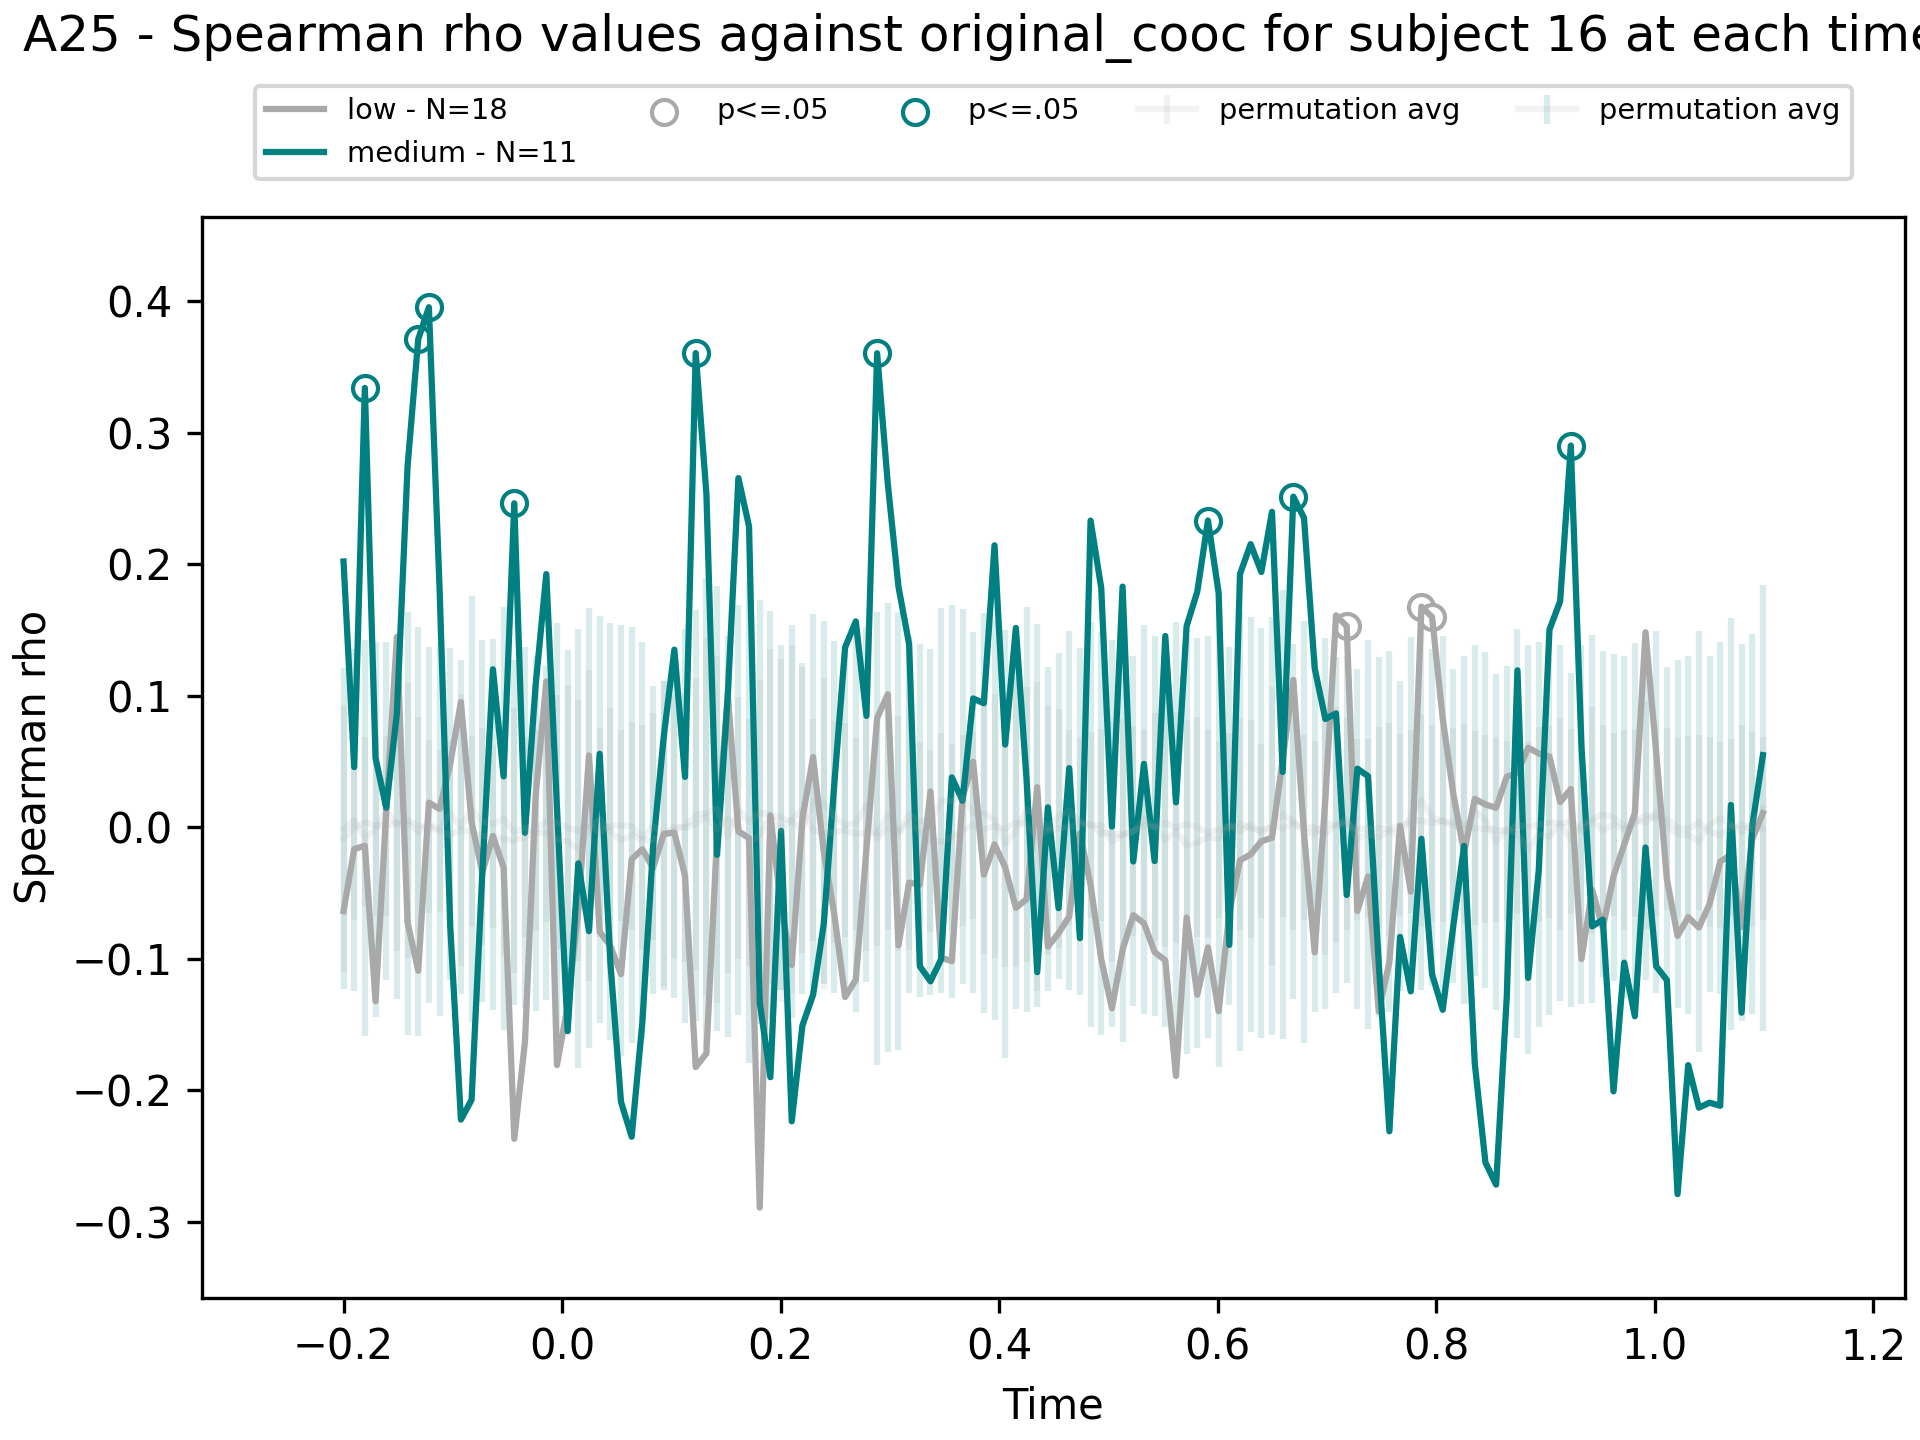 A25 - Spearman rho values against original_cooc for subject 16 at each time
low - N=18 p<=.05 p<=.05 permutation avg permutation avg
medium - N=11
Spearman rho
0.4
0.3
0.2
0.1
0.0
−0.1
−0.2
−0.3
−0.2 0.0 0.2 0.4 0.6 0.8 1.0 1.2
Time